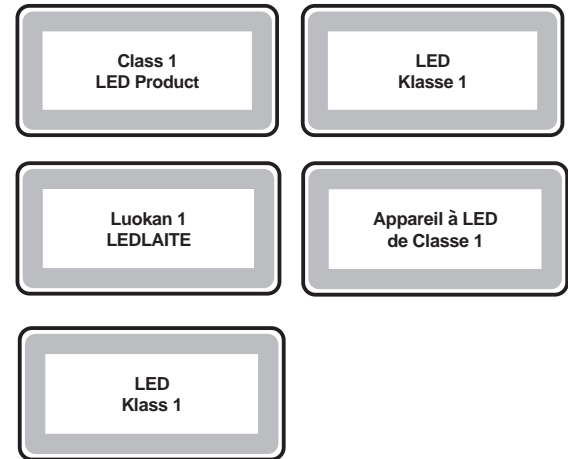 Class 1
LED Product
LED
Klasse 1
Luokan 1
LEDLAITE
Appareil à LED
de Classe 1
LED
Klass 1